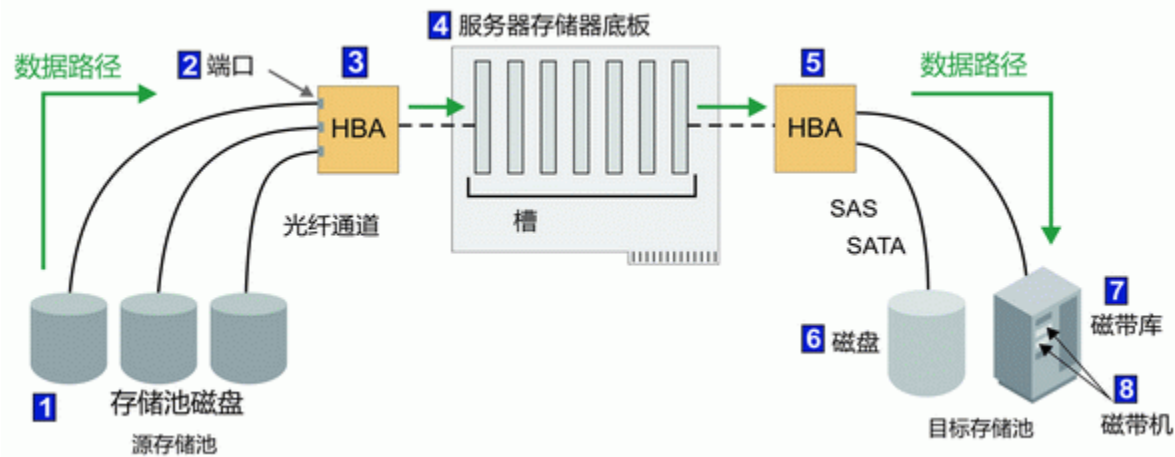 4 服务器存储器底板
数据路径
2 端口
3
5
数据路径
HBA
HBA
光纤通道
槽
SAS
SATA
7
磁带库
6 磁盘
8
1
存储池磁盘
源存储池
目标存储池
磁带机